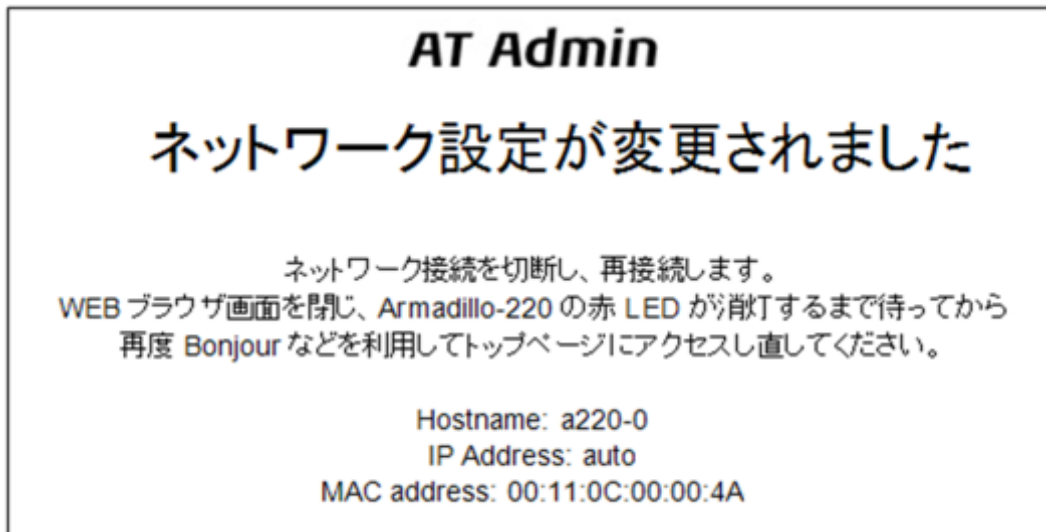 AT Admin
ネットワーク設定が変更されました
ネットワーク接続を切断し、再接続します。
WEB ブラウザ画面を閉じ、Armadillo-220 の赤 LED が消灯するまで待ってから
再度 Bonjour などを利用してトップページにアクセスし直してください。
Hostname: a220-0
IP Address: auto
MAC address: 00:11:0C:00:00:4A